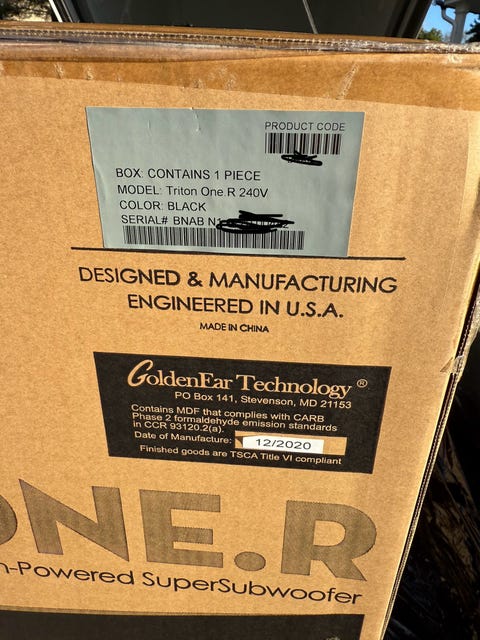 PRODUCT CODE
BOX: CONTAINS 1 PIECE
MODEL: Triton One R 240V
COLOR: BLACK
SERIAL# BNAB N1
DESIGNED & MANUFACTURING
ENGINEERED IN U.S.A.
MADE IN CHINA
GoldenEar Technology®
PO Box 141, Stevenson, MD 21153
Contains MDF that complies with CARB
Phase 2 formaldehyde emission standards
in CCR 93120.2(a).
Date of Manufacture: 12/2020
Finished goods are TSCA Title VI compliant
ONE.R
n-Powered SuperSubwoofer